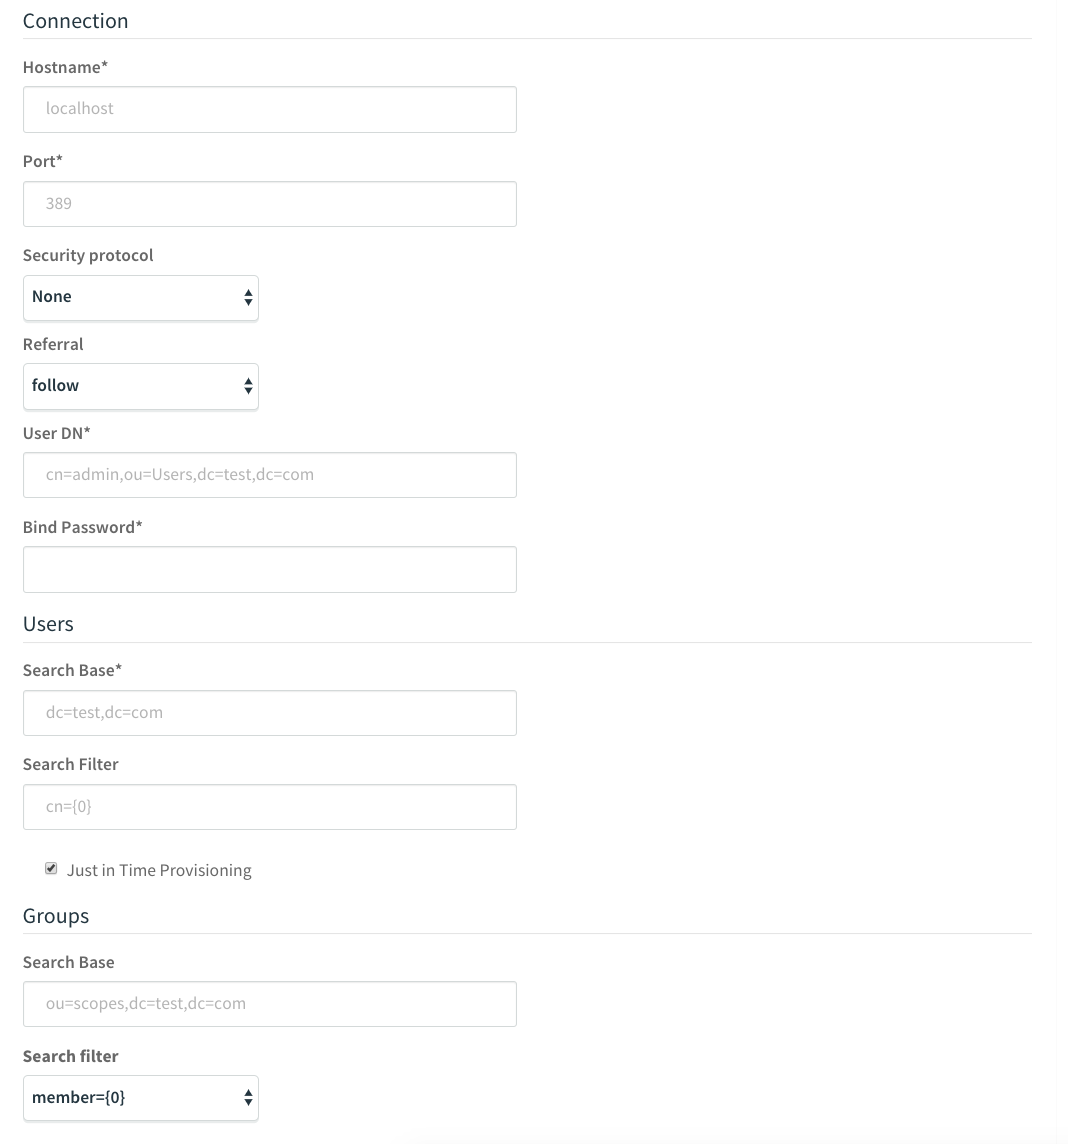 Connection
Hostname*
localhost
Port*
389
Security protocol
None
Referral
follow
User DN*
cn=admin,ou=Users,dc=test,dc=com
Bind Password*
Users
Search Base*
dc=test,dc=com
Search Filter
cn={0}
Just in Time Provisioning
Groups
Search Base
ou=scopes,dc=test,dc=com
Search filter
member={0}